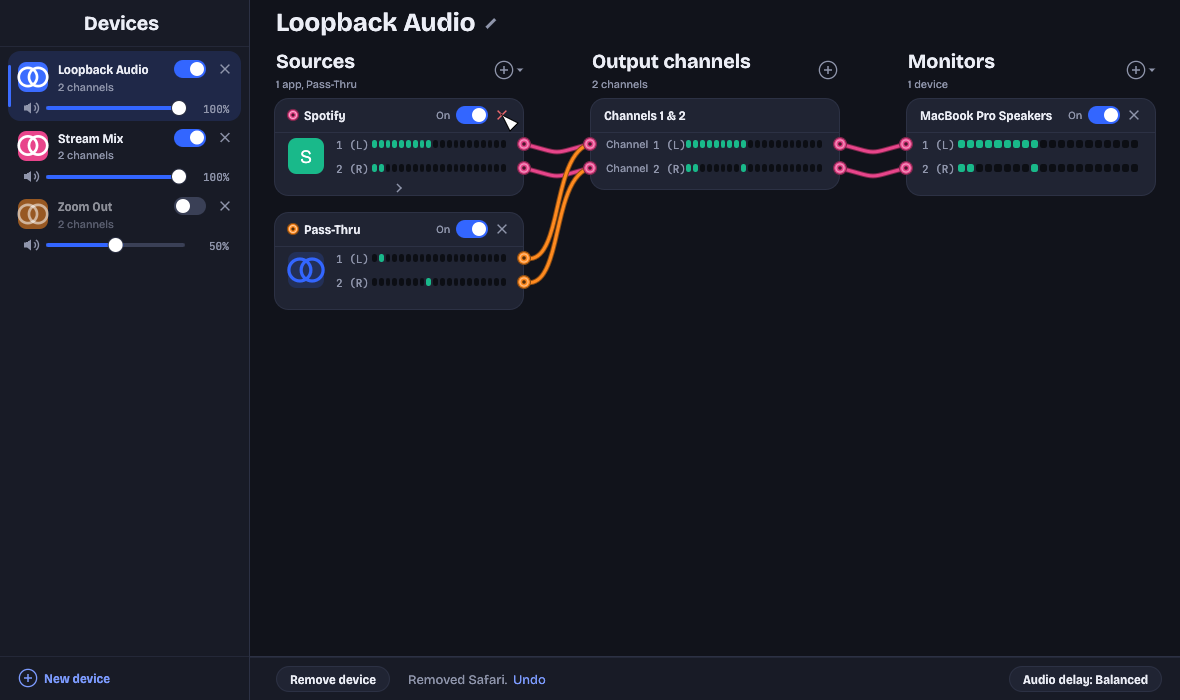 Devices
Loopback Audio
2 channels
100%
Stream Mix
2 channels
100%
Zoom Out
2 channels
50%
New device
Loopback Audio
Sources
1 app, Pass-Thru
Spotify
On
S
1 (L)
2 (R)
Pass-Thru
On
1 (L)
2 (R)
Output channels
2 channels
Channels 1 & 2
Channel 1 (L)
Channel 2 (R)
Monitors
1 device
MacBook Pro Speakers
On
1 (L)
2 (R)
Remove device
Removed Safari. Undo
Audio delay: Balanced